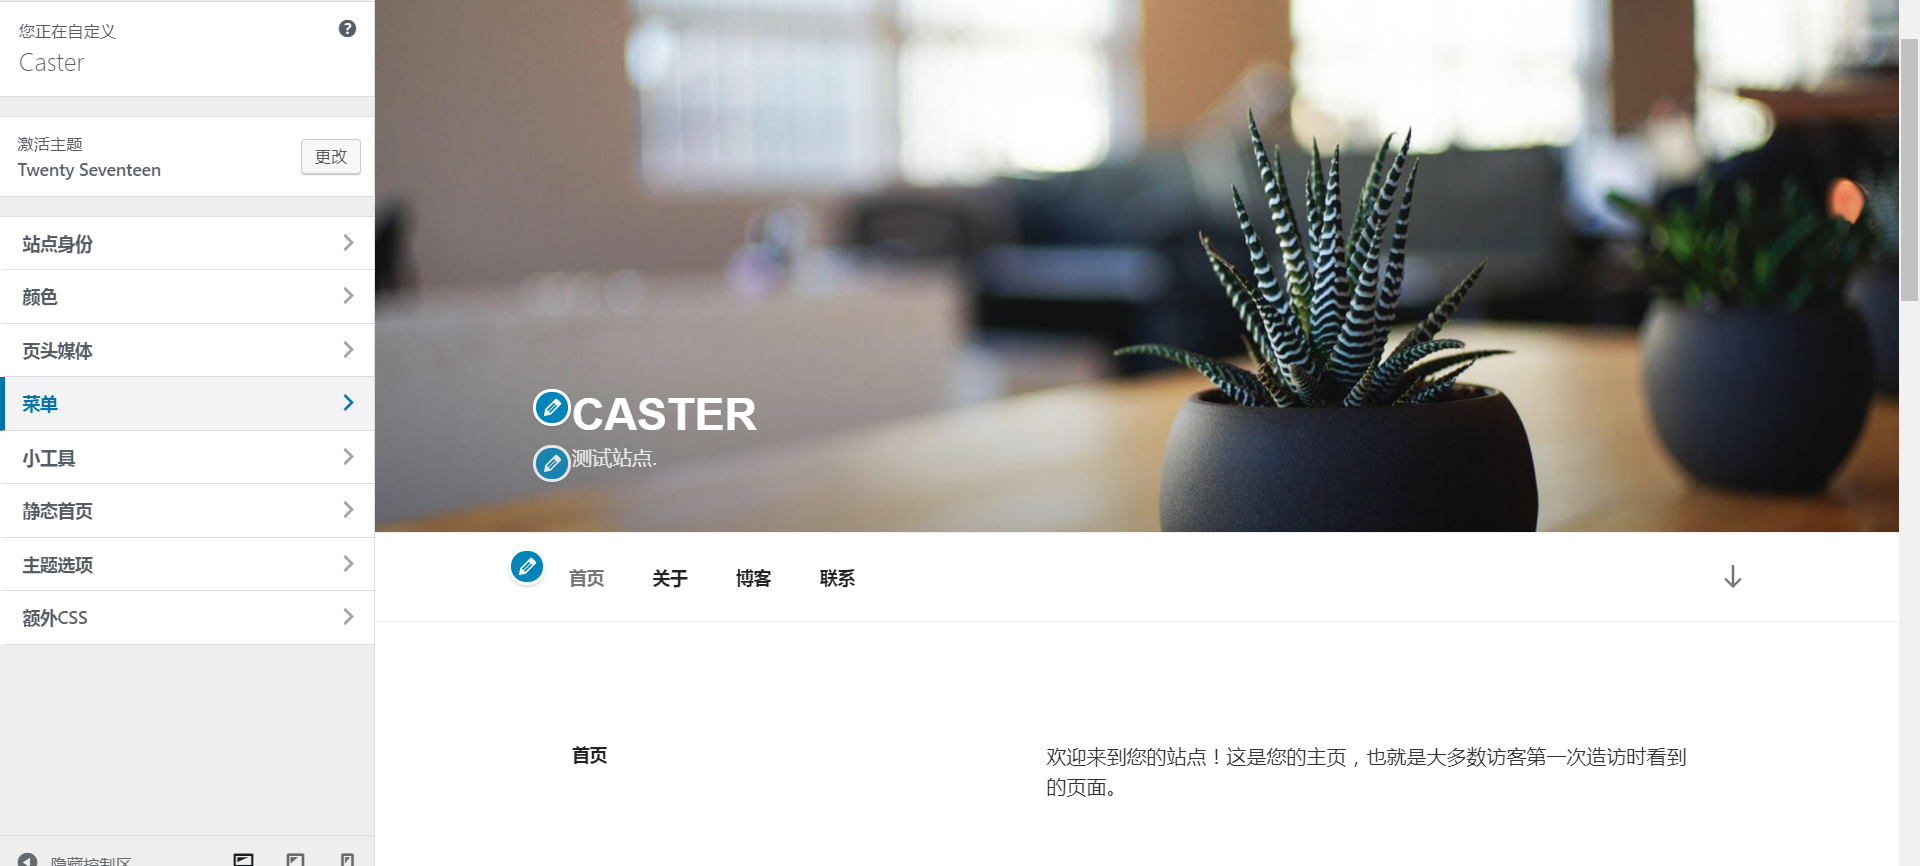 您正在自定义
Caster
激活主题
Twenty Seventeen
更改
站点身份
颜色
页头媒体
菜单
小工具
静态首页
主题选项
额外CSS
隐藏控制区
CASTER
测试站点.
首页 关于 博客 联系
首页
欢迎来到您的站点！这是您的主页，也就是大多数访客第一次造访时看到
的页面。